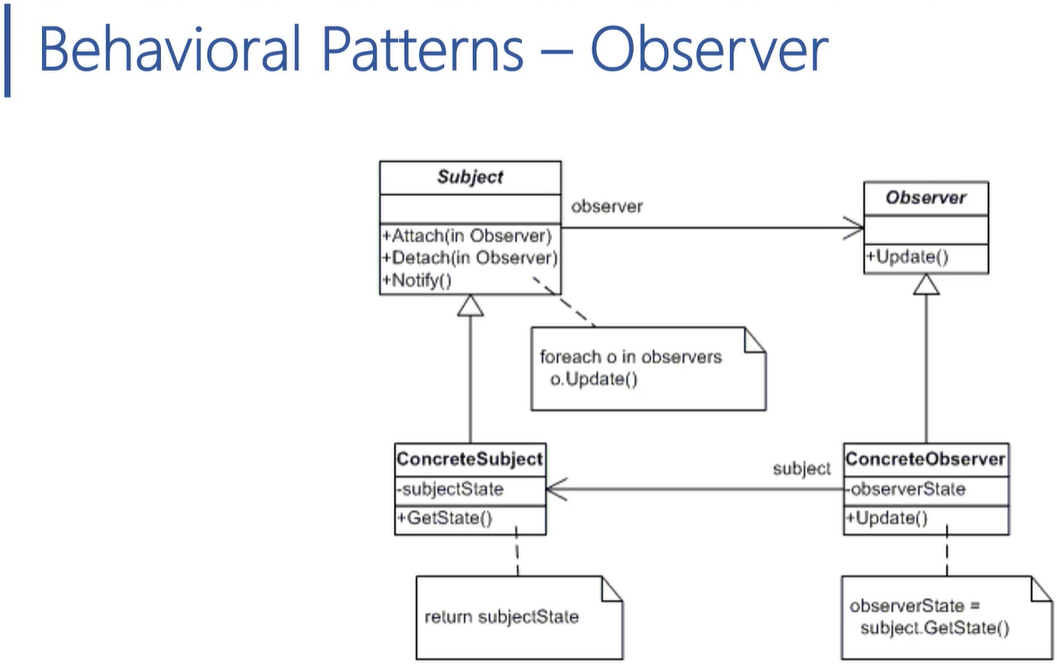 Behavioral Patterns – Observer
Subject
+Attach(in Observer)
+Detach(in Observer)
+Notify()
observer
Observer
+Update()
foreach o in observers
o.Update()
ConcreteSubject
-subjectState
+GetState()
subject
ConcreteObserver
-observerState
+Update()
return subjectState
observerState =
subject.GetState()